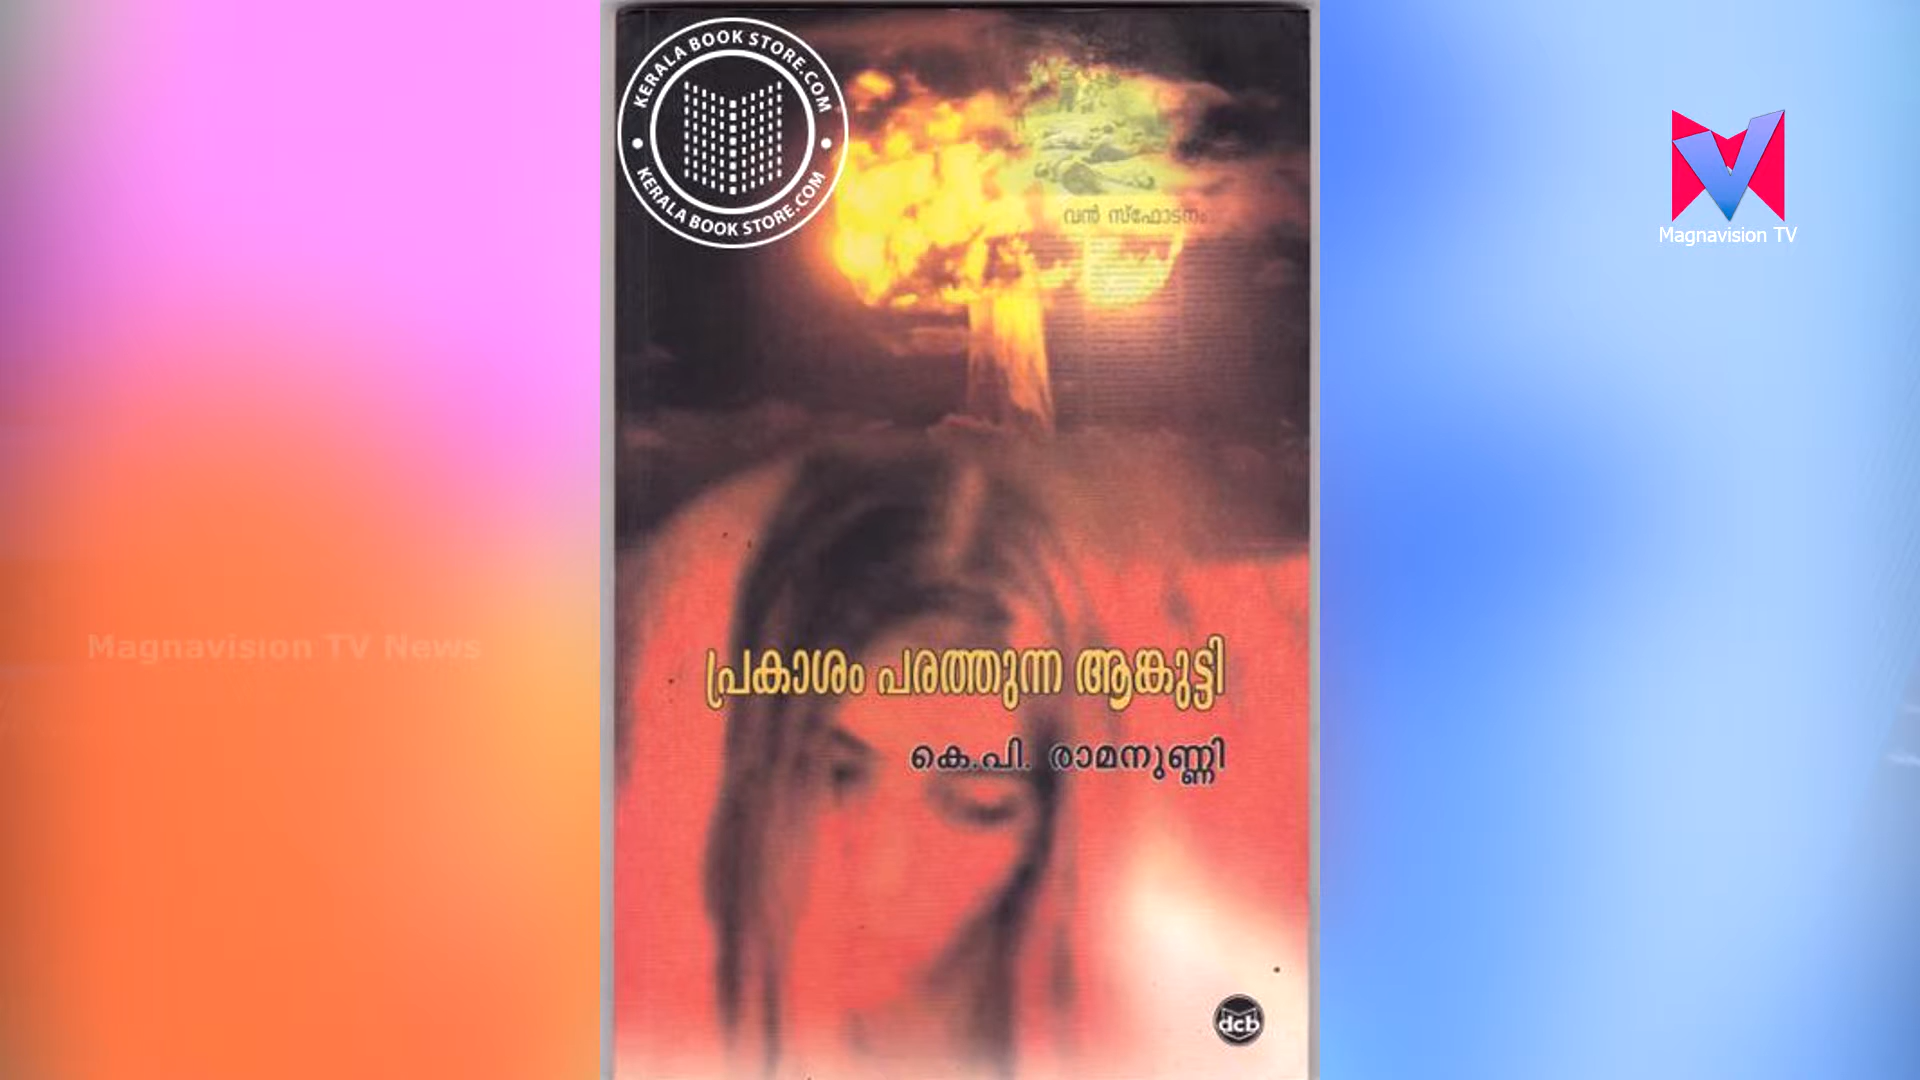 KERALA BOOK STORE.COM
KERALA BOOK STORE.COM
വൻ സ്ഫോടനം
Magnavision TV
Magnavision TV News
പ്രകാശം പരത്തുന്ന ആങ്കുട്ടി
കെ.പി. രാമനുണ്ണി
dcb